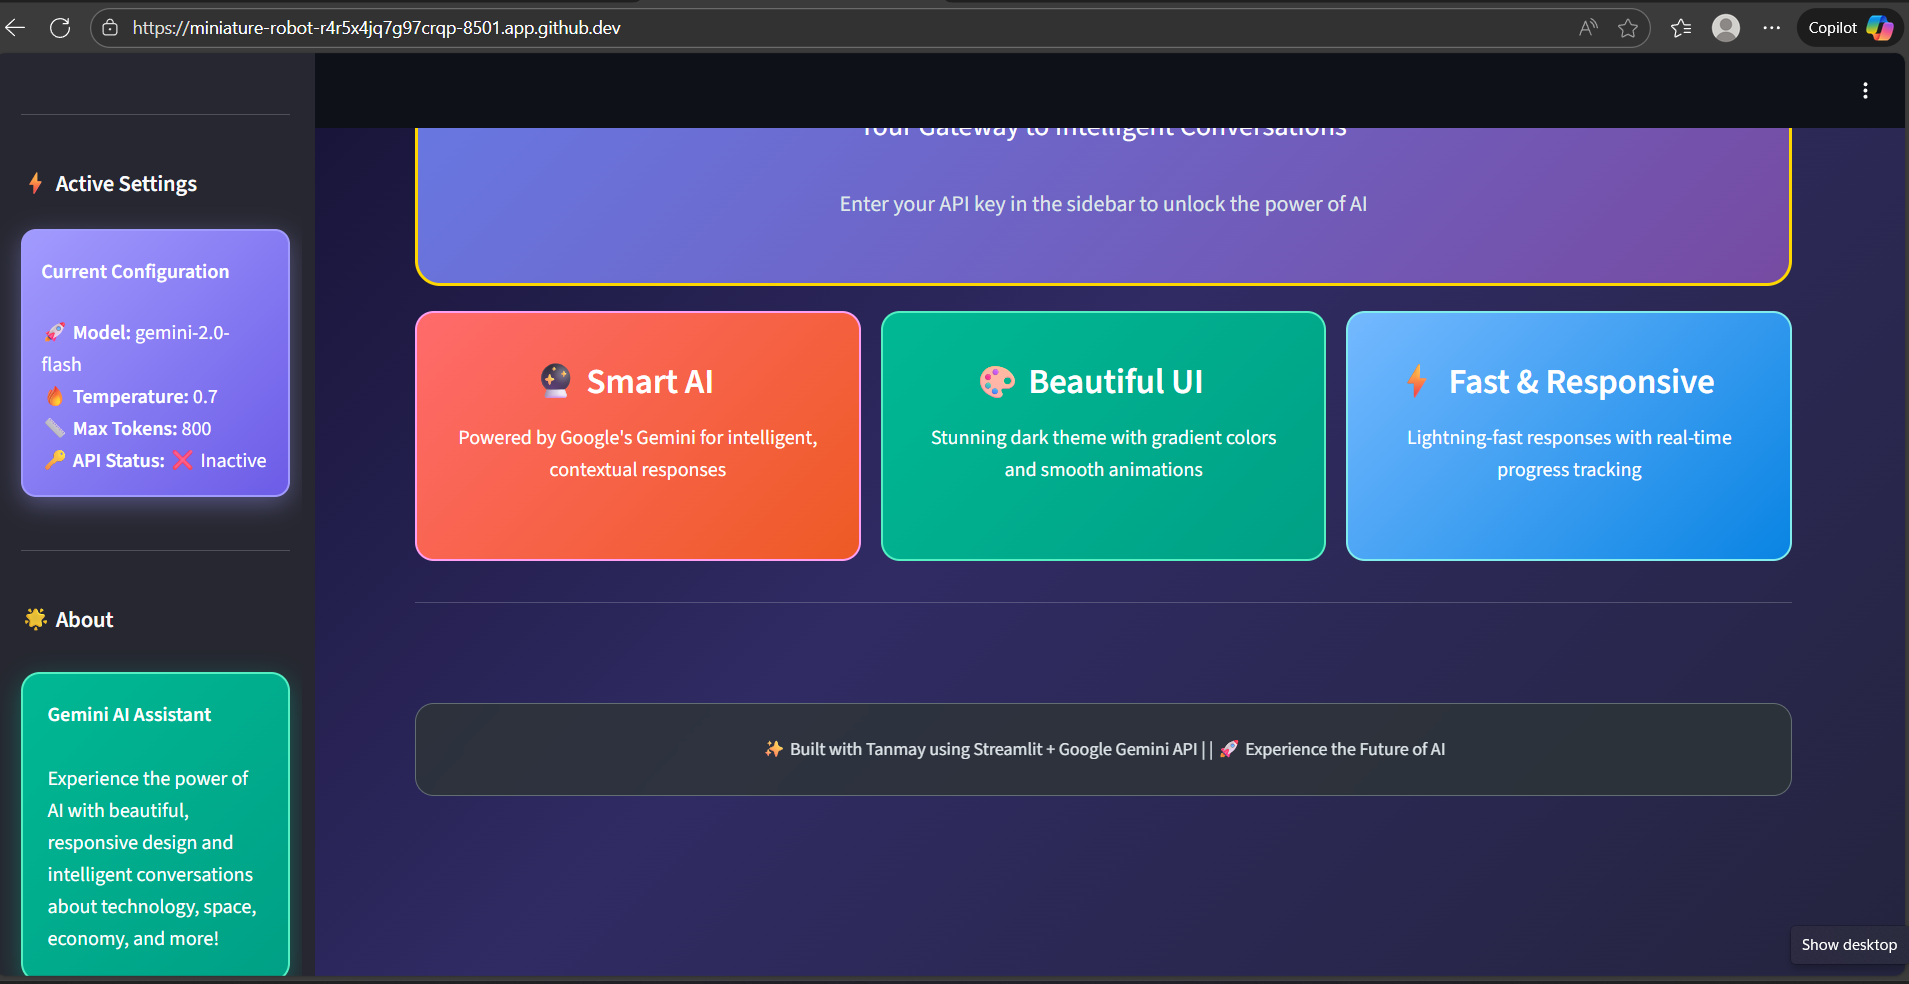 https://miniature-robot-r4r5x4jq7g97crqp-8501.app.github.dev
Copilot
Active Settings
Current Configuration
🚀 Model: gemini-2.0-
flash
🔥 Temperature: 0.7
📏 Max Tokens: 800
🔑 API Status: ❌ Inactive
About
Gemini AI Assistant
Experience the power of
AI with beautiful,
responsive design and
intelligent conversations
about technology, space,
economy, and more!
Your Gateway to Intelligent Conversations
Enter your API key in the sidebar to unlock the power of AI
Smart AI
Powered by Google's Gemini for intelligent,
contextual responses
Beautiful UI
Stunning dark theme with gradient colors
and smooth animations
Fast & Responsive
Lightning-fast responses with real-time
progress tracking
✨ Built with Tanmay using Streamlit + Google Gemini API || 🚀 Experience the Future of AI
Show desktop